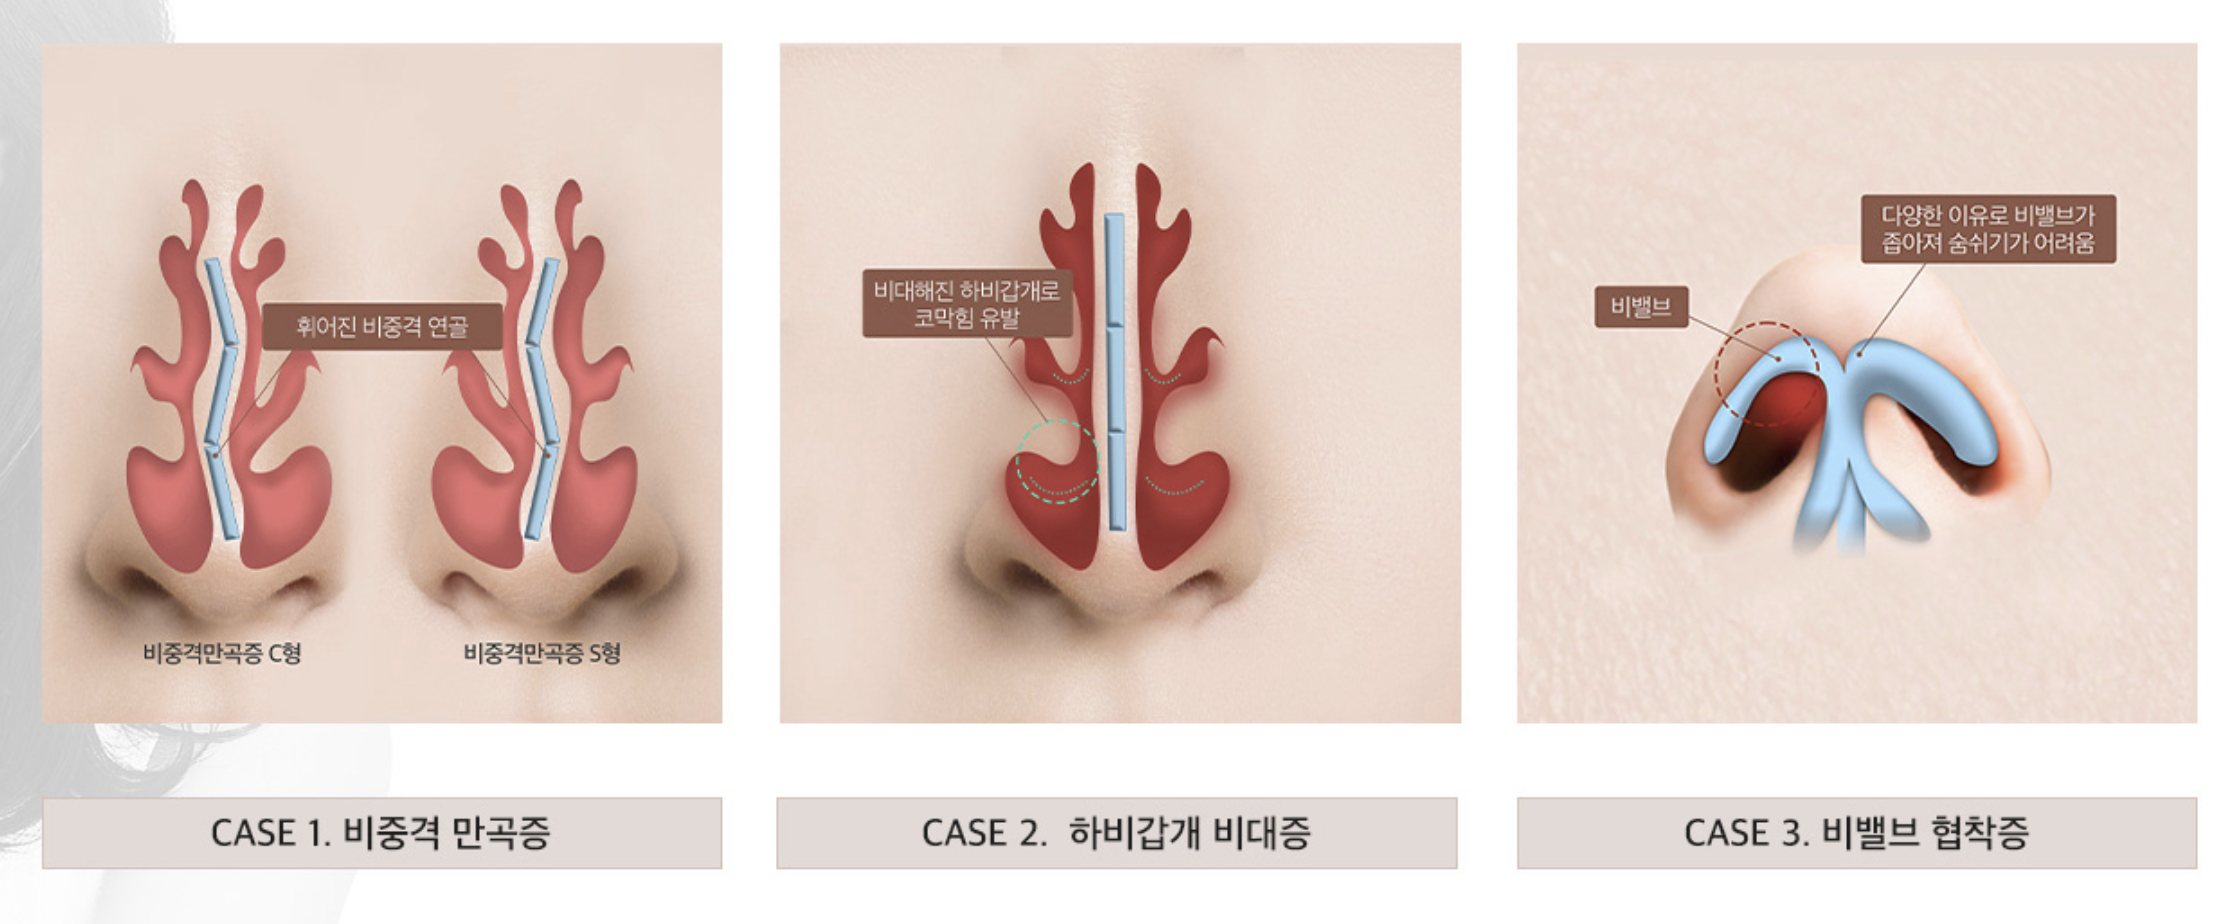 휘어진 비중격 연골
비중격만곡증 C형
비중격만곡증 S형
CASE 1. 비중격 만곡증
비대해진 하비갑개로
코막힘 유발
CASE 2. 하비갑개 비대증
다양한 이유로 비밸브가
좁아져 숨쉬기가 어려움
비밸브
CASE 3. 비밸브 협착증